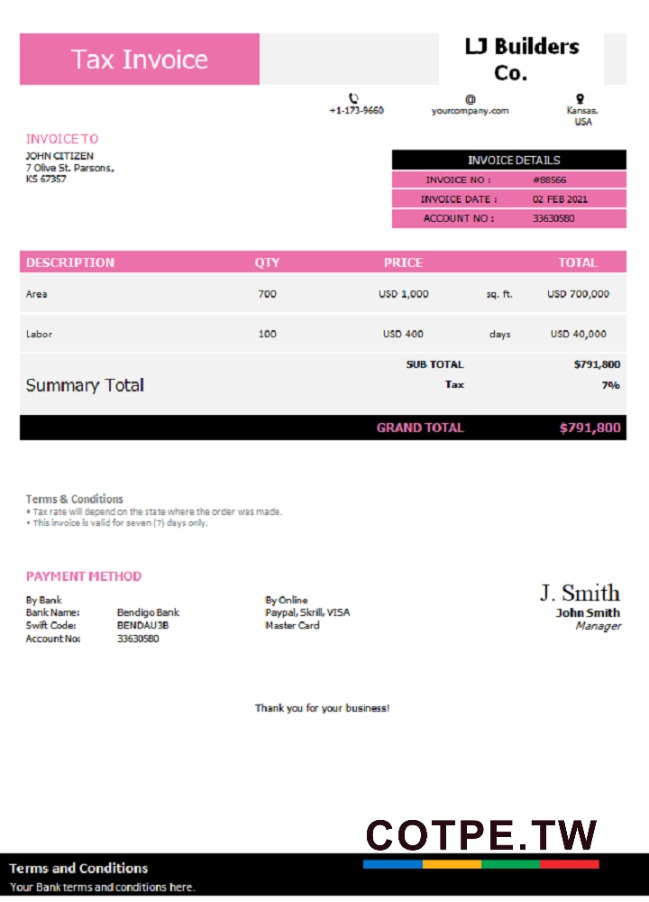 Tax Invoice
LJ Builders
Co.
+1-173-9660
yourcompany.com
Kansas,
USA
INVOICE TO
JOHN CITIZEN
7 Olive St. Parsons,
KS 67357
INVOICE DETAILS
INVOICE NO : #88566
INVOICE DATE : 02 FEB 2021
ACCOUNT NO : 33630580
DESCRIPTION QTY PRICE TOTAL
Area 700 USD 1,000 sq. ft. USD 700,000
Labor 100 USD 400 days USD 40,000
SUB TOTAL $791,800
Summary Total
Tax 7%
GRAND TOTAL $791,800
Terms & Conditions
• Tax rate will depend on the state where the order was made.
• This invoice is valid for seven (7) days only.
PAYMENT METHOD
By Bank
Bank Name: Bendigo Bank
Swift Code: BENDAU3B
Account No: 33630580
By Online
Paypal, Skrill, VISA
Master Card
J. Smith
John Smith
Manager
Thank you for your business!
COTPE.TW
Terms and Conditions
Your Bank terms and conditions here.